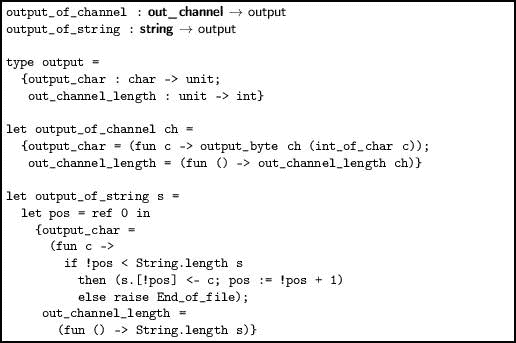 output_of_channel : out_channel → output
output_of_string : string → output

type output =
  {output_char : char -> unit;
   out_channel_length : unit -> int}

let output_of_channel ch =
  {output_char = (fun c -> output_byte ch (int_of_char c));
   out_channel_length = (fun () -> out_channel_length ch)}

let output_of_string s =
  let pos = ref 0 in
    {output_char =
      (fun c ->
        if !pos < String.length s
          then (s.[!pos] <- c; pos := !pos + 1)
          else raise End_of_file);
     out_channel_length =
       (fun () -> String.length s)}